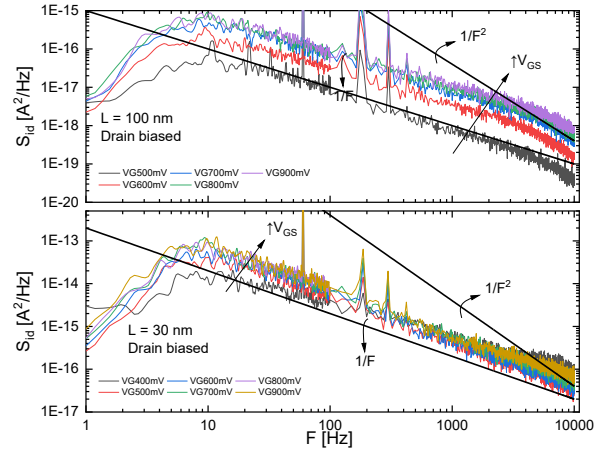 1E-15
1E-16
1E-17
1E-18
1E-19
1E-20
S_id [A²/Hz]
1/F²
↑V_GS
1/F
L = 100 nm
Drain biased
VG500mV VG700mV VG900mV
VG600mV VG800mV
1E-13
1E-14
1E-15
1E-16
1E-17
S_id [A²/Hz]
↑V_GS
1/F²
1/F
L = 30 nm
Drain biased
VG400mV VG600mV VG800mV
VG500mV VG700mV VG900mV
1 10 100 1000 10000
F [Hz]